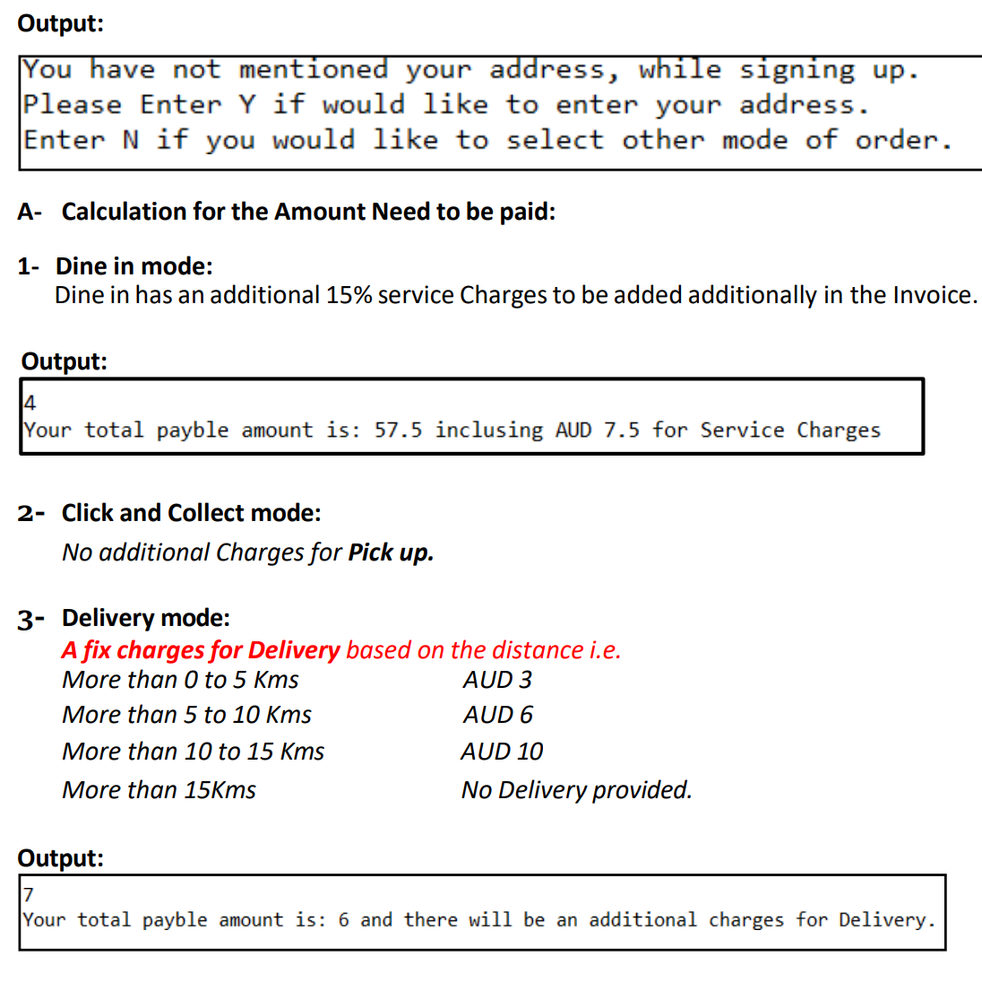 Output:
You have not mentioned your address, while signing up.
Please Enter Y if would like to enter your address.
Enter N if you would like to select other mode of order.
A- Calculation for the Amount Need to be paid:
1- Dine in mode:
Dine in has an additional 15% service Charges to be added additionally in the Invoice.
Output:
4
Your total payble amount is: 57.5 inclusing AUD 7.5 for Service Charges
2- Click and Collect mode:
No additional Charges for Pick up.
3- Delivery mode:
A fix charges for Delivery based on the distance i.e.
More than 0 to 5 Kms AUD 3
More than 5 to 10 Kms AUD 6
More than 10 to 15 Kms AUD 10
More than 15Kms No Delivery provided.
Output:
7
Your total payble amount is: 6 and there will be an additional charges for Delivery.